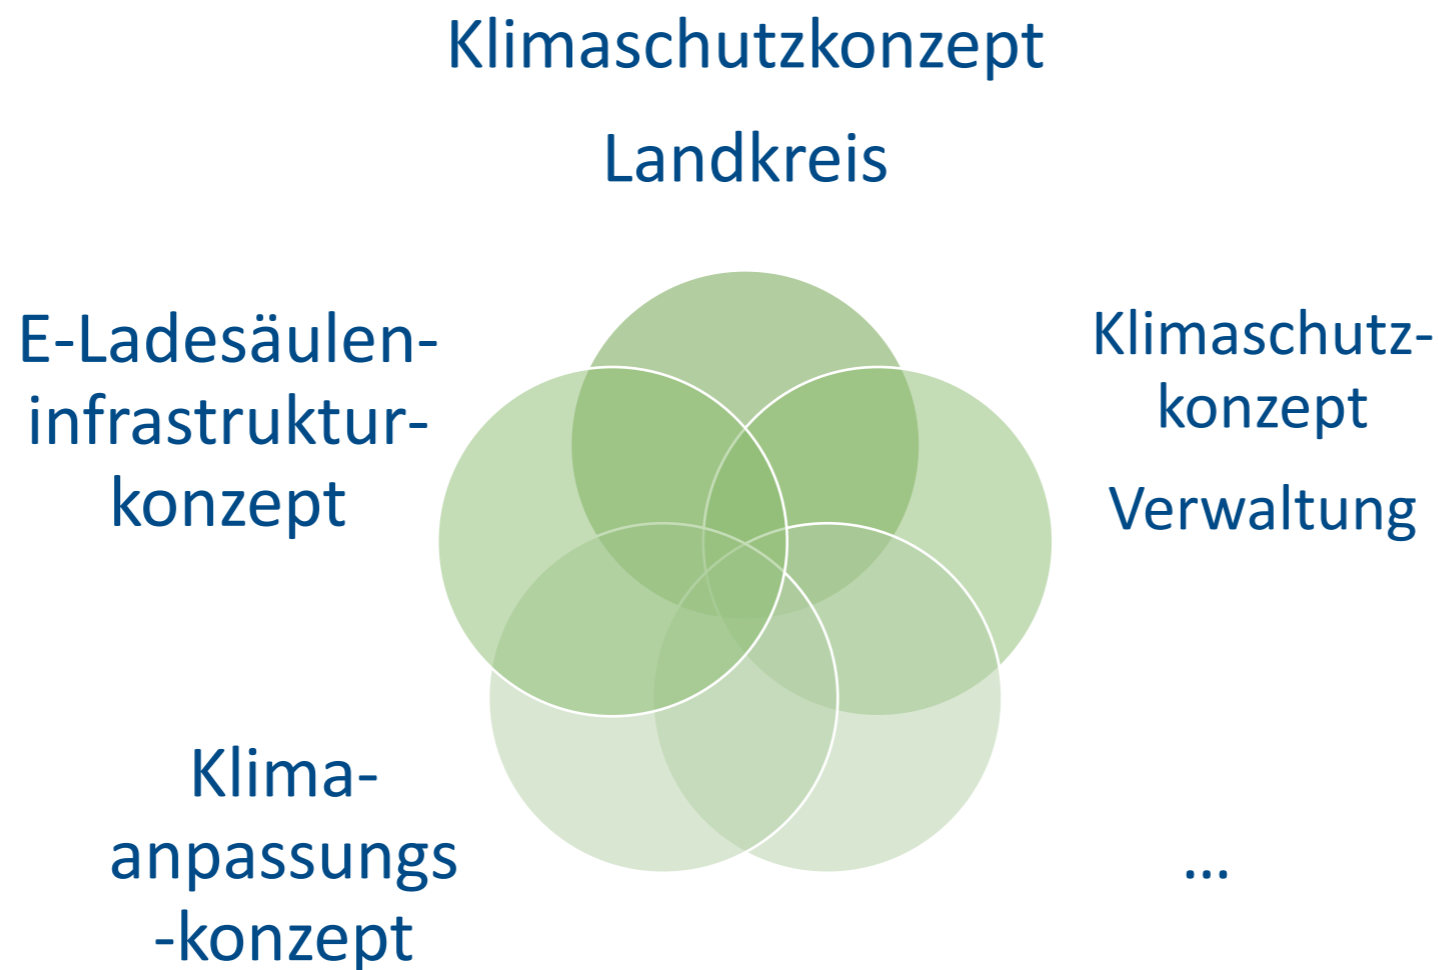 Klimaschutzkonzept
Landkreis
E-Ladesäulen-
infrastruktur-
konzept
Klimaschutz-
konzept
Verwaltung
Klima-
anpassungs
-konzept
...